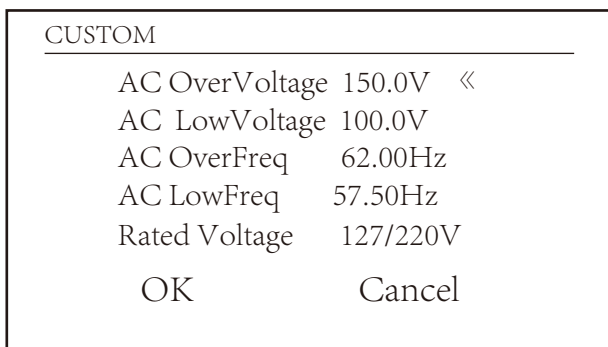 CUSTOM
AC OverVoltage 150.0V «
AC LowVoltage 100.0V
AC OverFreq 62.00Hz
AC LowFreq 57.50Hz
Rated Voltage 127/220V
OK Cancel